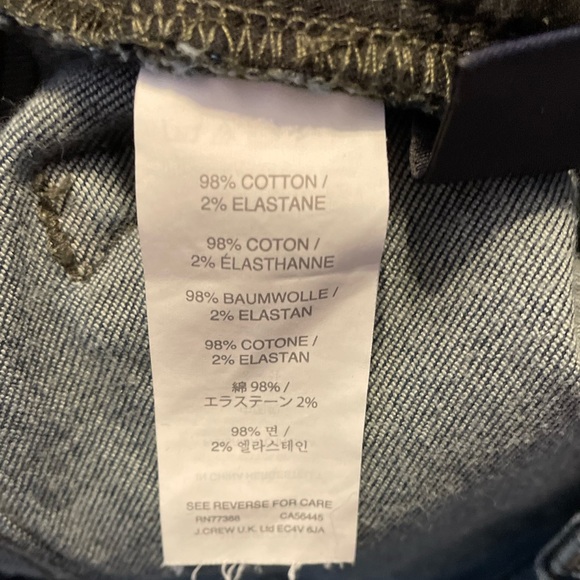 98% COTTON /
2% ELASTANE
98% COTON /
2% ÉLASTHANNE
98% BAUMWOLLE /
2% ELASTAN
98% COTONE /
2% ELASTAN
綿 98% /
エラステーン 2%
98% 면 /
2% 엘라스테인
SEE REVERSE FOR CARE
RN77388 CA56445
J.CREW U.K. Ltd EC4V 6JA